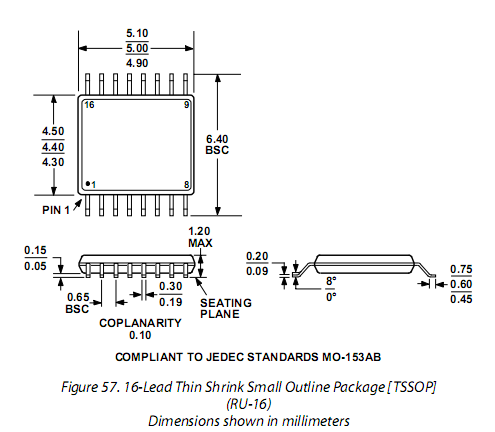 5.10
5.00
4.90
16
9
4.50
4.40
4.30
6.40
BSC
1
8
PIN 1
1.20
MAX
0.15
0.05
0.65
BSC
0.30
0.19
SEATING
PLANE
COPLANARITY
0.10
0.20
0.09
8°
0°
0.75
0.60
0.45
COMPLIANT TO JEDEC STANDARDS MO-153AB
Figure 57. 16-Lead Thin Shrink Small Outline Package [TSSOP]
(RU-16)
Dimensions shown in millimeters